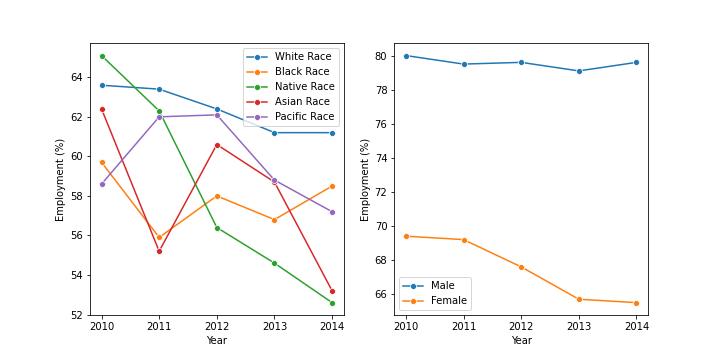 White Race
Black Race
Native Race
Asian Race
Pacific Race
64
62
60
58
56
54
52
Employment (%)
2010 2011 2012 2013 2014
Year
80
78
76
74
72
70
68
66
Employment (%)
Male
Female
2010 2011 2012 2013 2014
Year